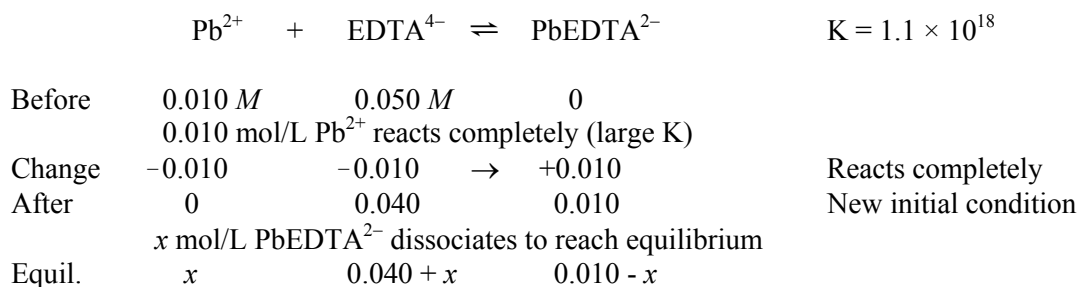 Pb²⁺ + EDTA⁴⁻ ⇌ PbEDTA²⁻ K = 1.1 × 10¹⁸
Before 0.010 M 0.050 M 0
0.010 mol/L Pb²⁺ reacts completely (large K)
Change −0.010 −0.010 → +0.010 Reacts completely
After 0 0.040 0.010 New initial condition
x mol/L PbEDTA²⁻ dissociates to reach equilibrium
Equil. x 0.040 + x 0.010 - x